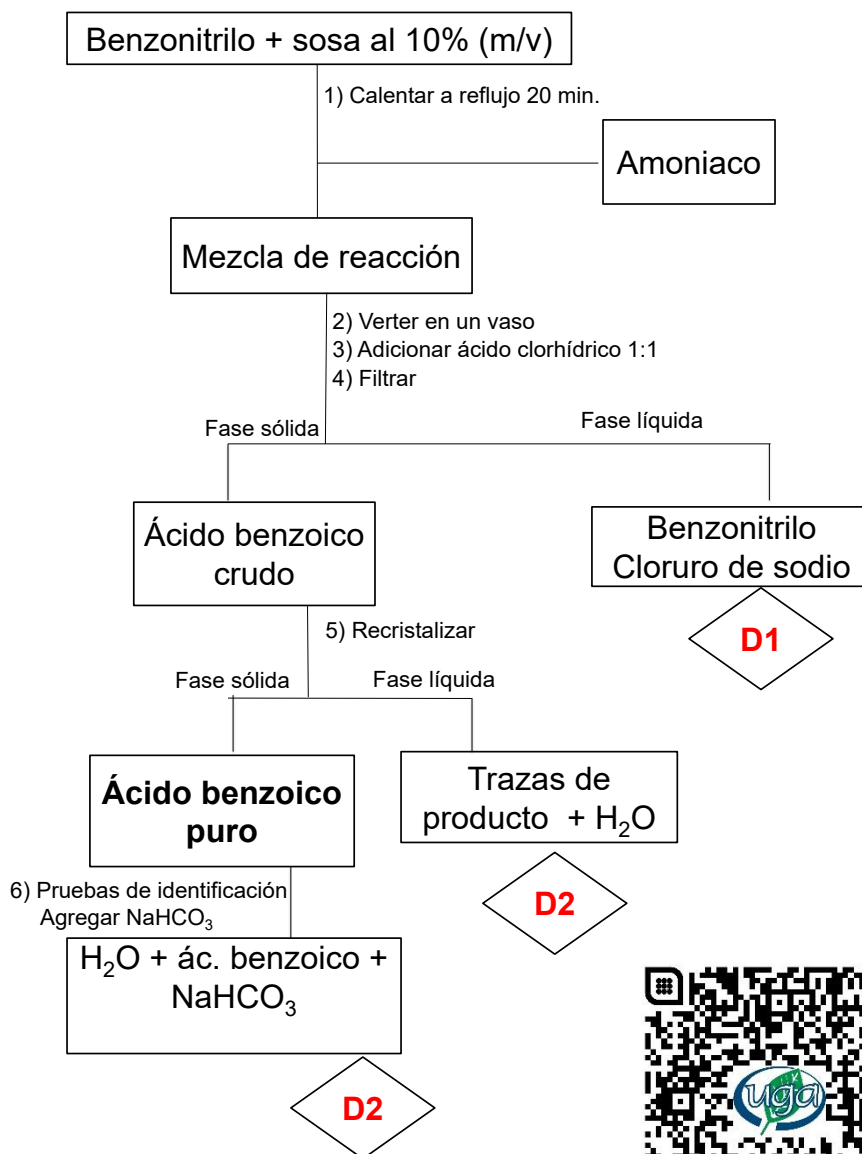 Benzonitrilo + sosa al 10% (m/v)
1) Calentar a reflujo 20 min.
Amoniaco
Mezcla de reacción
2) Verter en un vaso
3) Adicionar ácido clorhídrico 1:1
4) Filtrar
Fase sólida
Fase líquida
Ácido benzoico
crudo
Benzonitrilo
Cloruro de sodio
D1
5) Recristalizar
Fase sólida
Fase líquida
Ácido benzoico
puro
Trazas de
producto + H₂O
D2
6) Pruebas de identificación
Agregar NaHCO₃
H₂O + ác. benzoico +
NaHCO₃
D2
uga